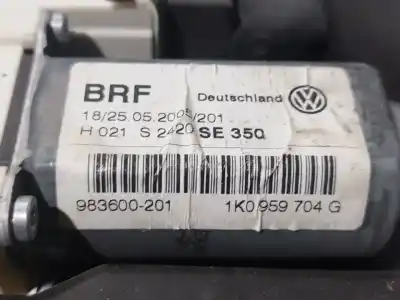 BRF Deutschland
18/25.05.2005/201
H 021 S 2420 SE 350
983600-201 1K0 959 704 G